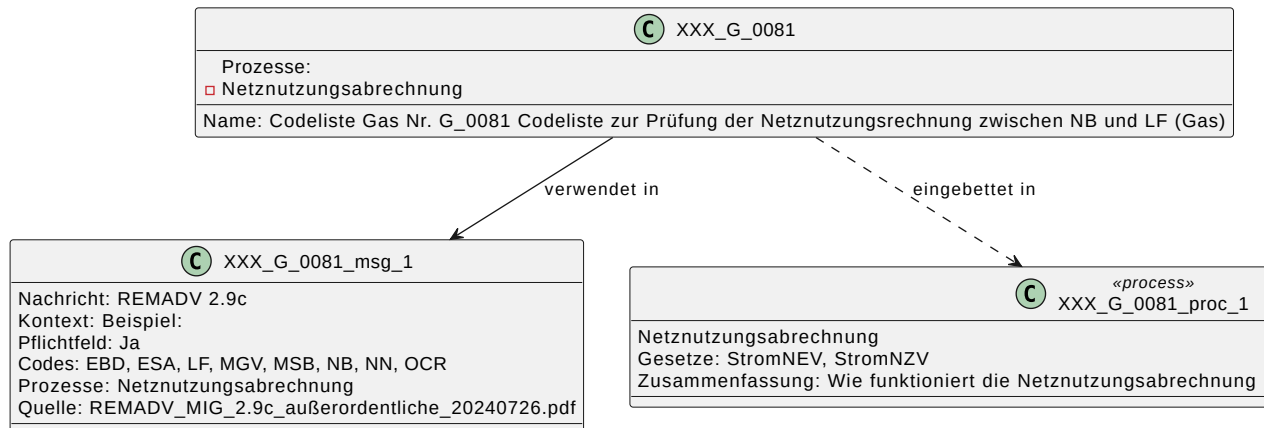 C XXX_G_0081
Prozesse:
Netznutzungsabrechnung
Name: Codeliste Gas Nr. G_0081 Codeliste zur Prüfung der Netznutzungsrechnung zwischen NB und LF (Gas)
verwendet in
eingebettet in
C XXX_G_0081_msg_1
Nachricht: REMADV 2.9c
Kontext: Beispiel:
Pflichtfeld: Ja
Codes: EBD, ESA, LF, MGV, MSB, NB, NN, OCR
Prozesse: Netznutzungsabrechnung
Quelle: REMADV_MIG_2.9c_außerordentliche_20240726.pdf
«process»
C XXX_G_0081_proc_1
Netznutzungsabrechnung
Gesetze: StromNEV, StromNZV
Zusammenfassung: Wie funktioniert die Netznutzungsabrechnung